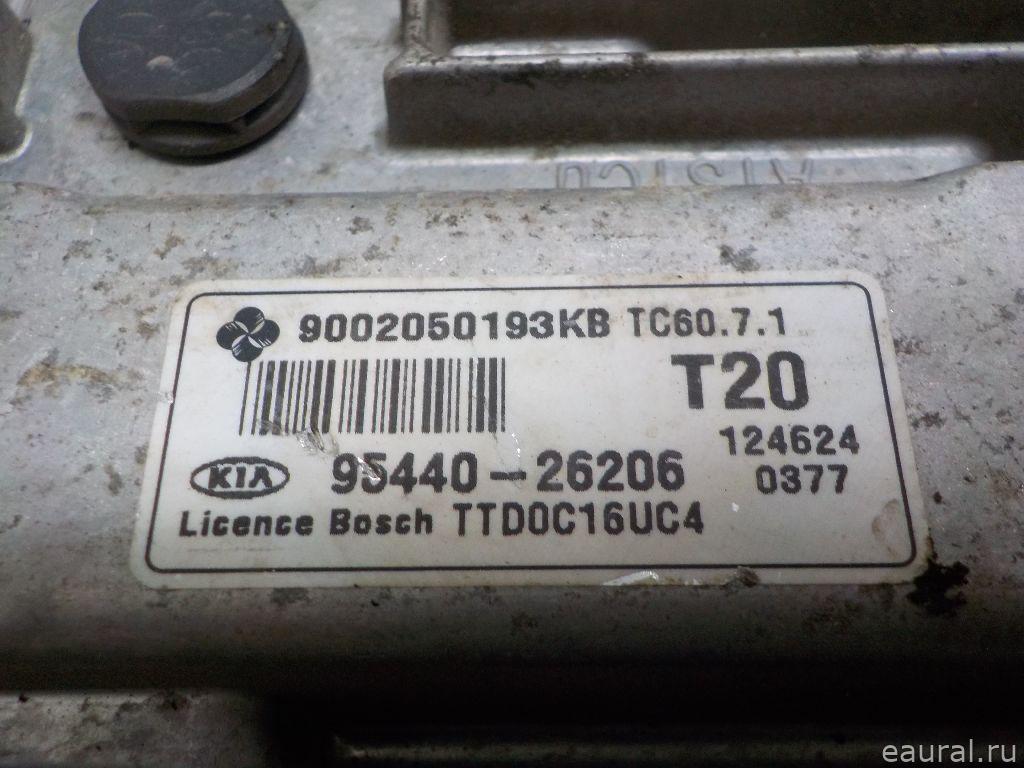 9002050193KB TC60.7.1
T20
124624
0377
KIA 95440-26206
Licence Bosch TTD0C16UC4
eaural.ru